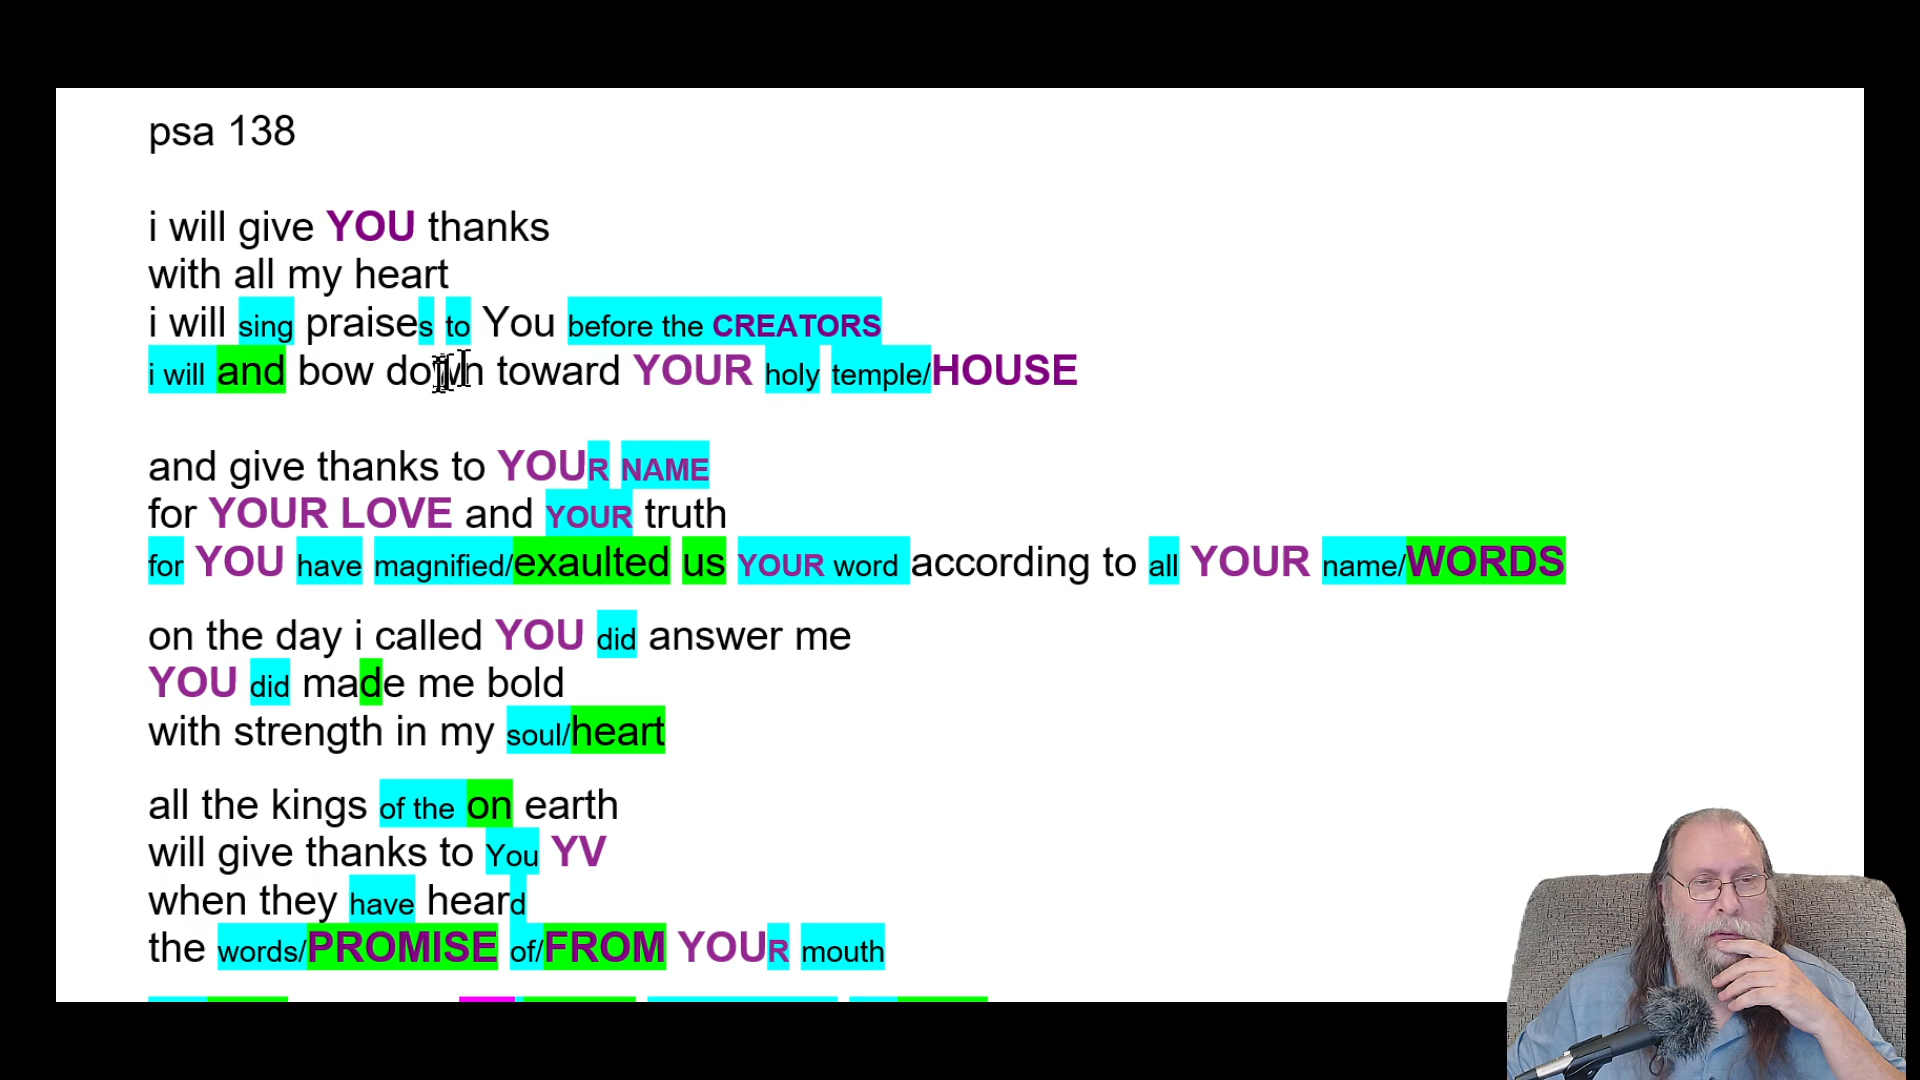 psa 138
i will give YOU thanks
with all my heart
i will sing praises to You before the CREATORS
i will and bow down toward YOUR holy temple/HOUSE
and give thanks to YOUR NAME
for YOUR LOVE and YOUR truth
for YOU have magnified/exaulted us YOUR word according to all YOUR name/WORDS
on the day i called YOU did answer me
YOU did made me bold
with strength in my soul/heart
all the kings of the on earth
will give thanks to You YV
when they have heard
the words/PROMISE of/FROM YOUR mouth